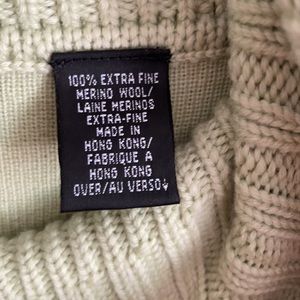 100% EXTRA FINE
MERINO WOOL/
LAINE MERINOS
EXTRA-FINE
MADE IN
HONG KONG/
FABRIQUE A
HONG KONG
OVER/AU VERSO↓